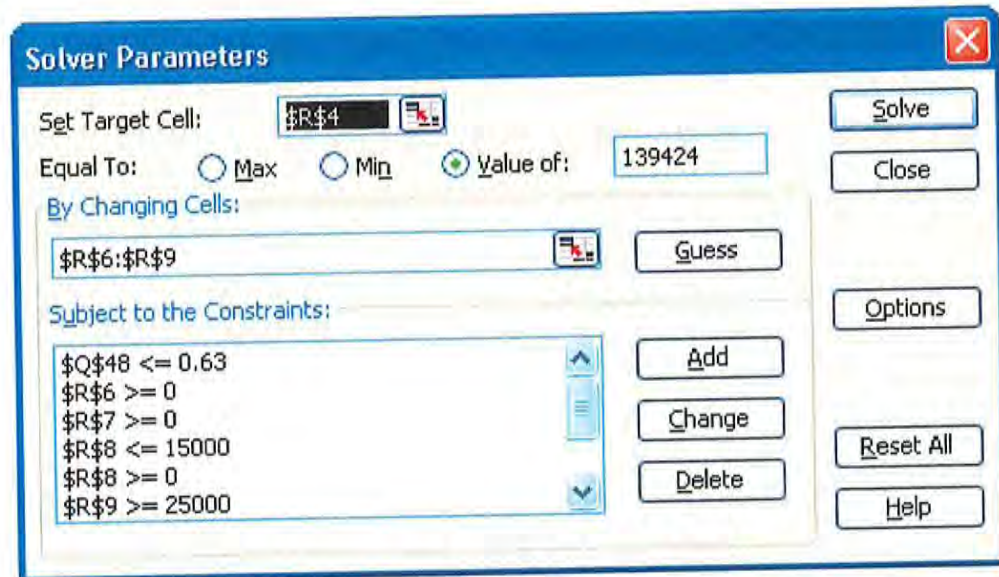 Solver Parameters
Set Target Cell: $R$4
Solve
Equal To: Max Min Value of: 139424
Close
By Changing Cells:
$R$6:$R$9
Guess
Subject to the Constraints:
Options
$Q$48 <= 0.63
Add
$R$6 >= 0
$R$7 >= 0
Change
$R$8 <= 15000
Reset All
$R$8 >= 0
Delete
$R$9 >= 25000
Help